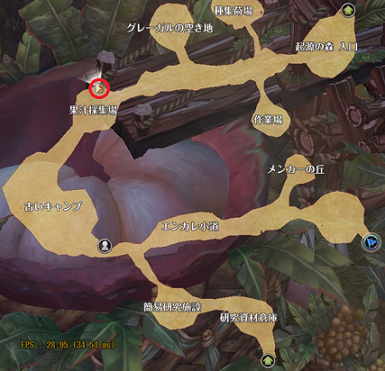 種集荷場
グレーガルの空き地
起源の森 入口
果汁採集場
作業場
メンカーの丘
古いキャンプ
エンカレ小道
簡易研究施設
研究資材倉庫
FPS : 28.95 (34.54 ms)